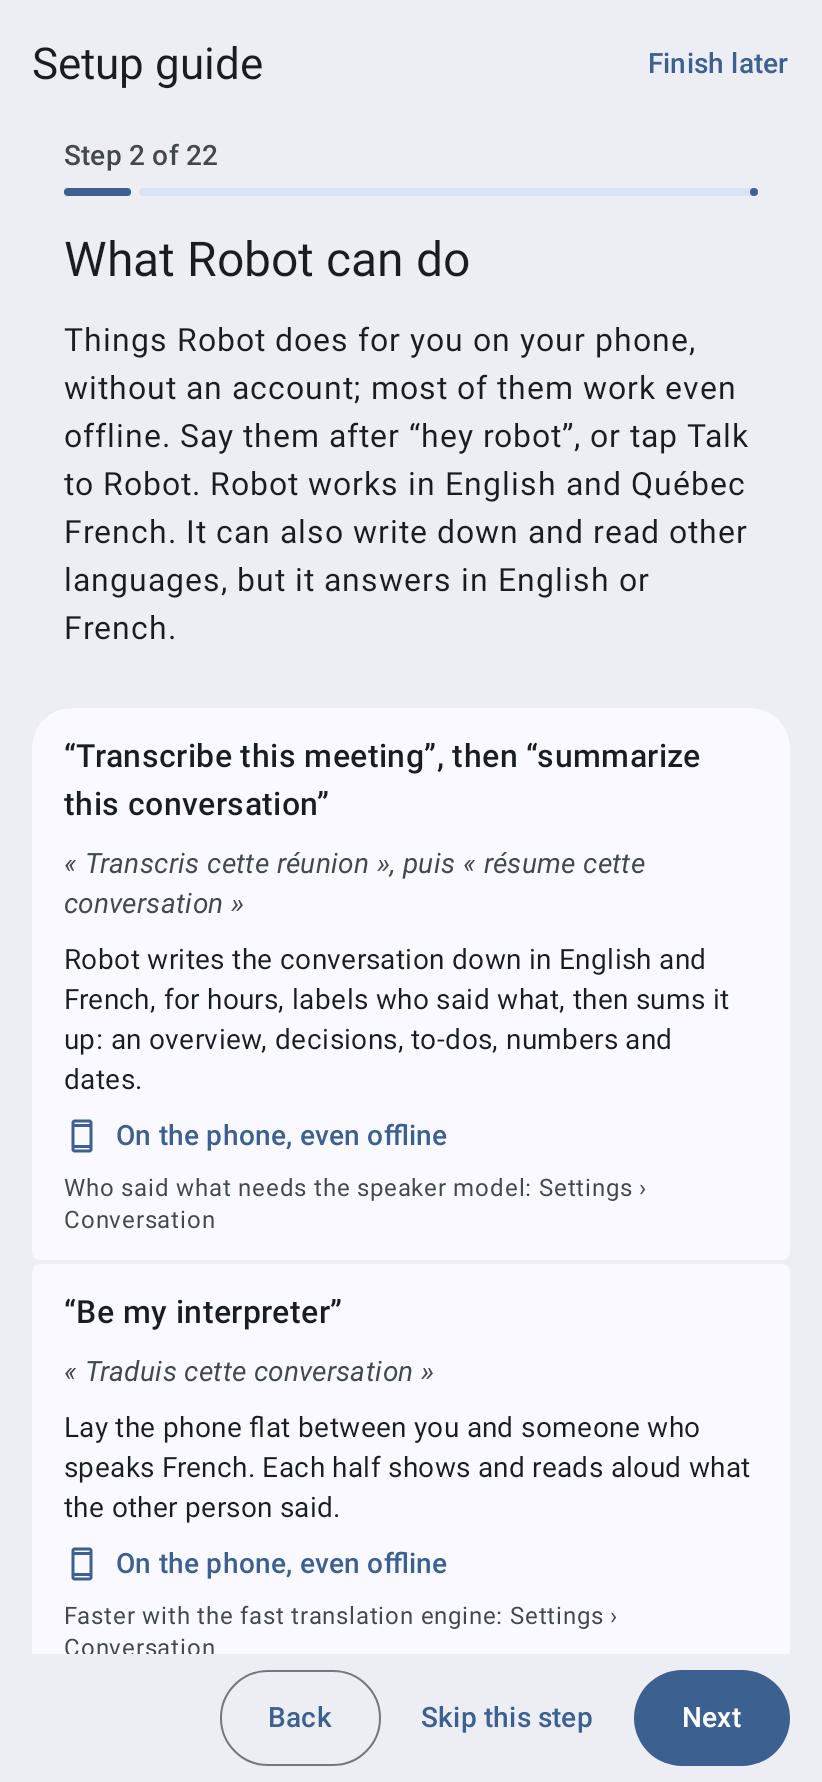 Setup guide
Finish later
Step 2 of 22
What Robot can do
Things Robot does for you on your phone,
without an account; most of them work even
offline. Say them after “hey robot”, or tap Talk
to Robot. Robot works in English and Québec
French. It can also write down and read other
languages, but it answers in English or
French.
“Transcribe this meeting”, then “summarize
this conversation”
« Transcris cette réunion », puis « résume cette
conversation »
Robot writes the conversation down in English and
French, for hours, labels who said what, then sums it
up: an overview, decisions, to-dos, numbers and
dates.
On the phone, even offline
Who said what needs the speaker model: Settings ›
Conversation
“Be my interpreter”
« Traduis cette conversation »
Lay the phone flat between you and someone who
speaks French. Each half shows and reads aloud what
the other person said.
On the phone, even offline
Faster with the fast translation engine: Settings ›
Conversation
Back
Skip this step
Next